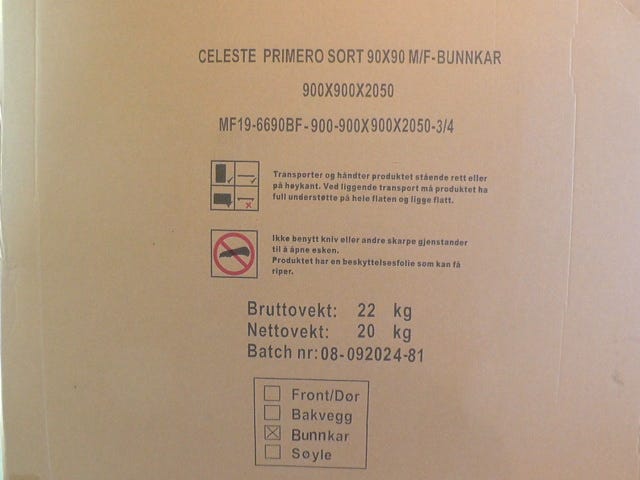 CELESTE PRIMERO SORT 90X90 M/F-BUNNKAR
900X900X2050
MF19-6690BF-900-900X900X2050-3/4
Transporter og håndter produktet stående rett eller
på høykant. Ved liggende transport må produktet ha
full understøtte på hele flaten og ligge flatt.
Ikke benytt kniv eller andre skarpe gjenstander
til å åpne esken.
Produktet har en beskyttelsesfolie som kan få
riper.
Bruttovekt: 22 kg
Nettovekt: 20 kg
Batch nr:08-092024-81
Front/Dør
Bakvegg
Bunnkar
Søyle